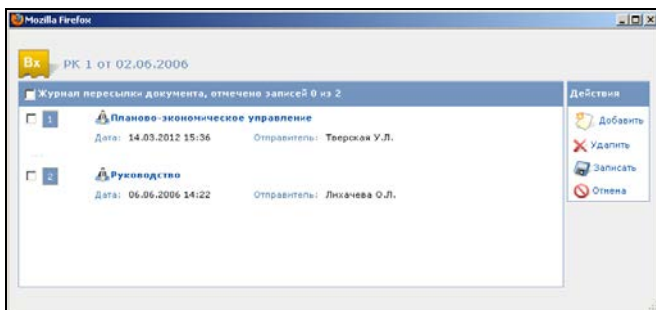 Mozilla Firefox
Вх РК 1 от 02.06.2006
Журнал пересылки документа, отмечено записей 0 из 2
Действия
1 Планово-экономическое управление
Дата: 14.03.2012 15:36 Отправитель: Тверская У.Л.
2 Руководство
Дата: 06.06.2006 14:22 Отправитель: Лихачева О.Л.
Добавить
Удалить
Записать
Отмена